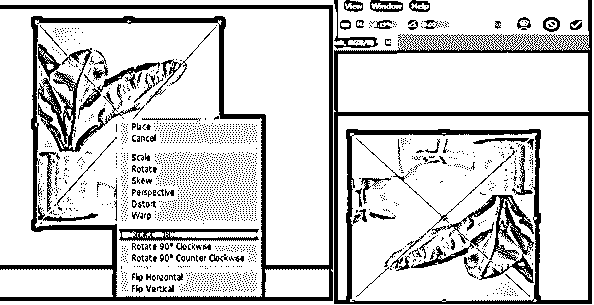 Place
Cancel
Scale
Rotate
Skew
Perspective
Distort
Warp
Rotate 90° Clockwise
Rotate 90° Counter Clockwise
Flip Horizontal
Flip Vertical
View Window Help